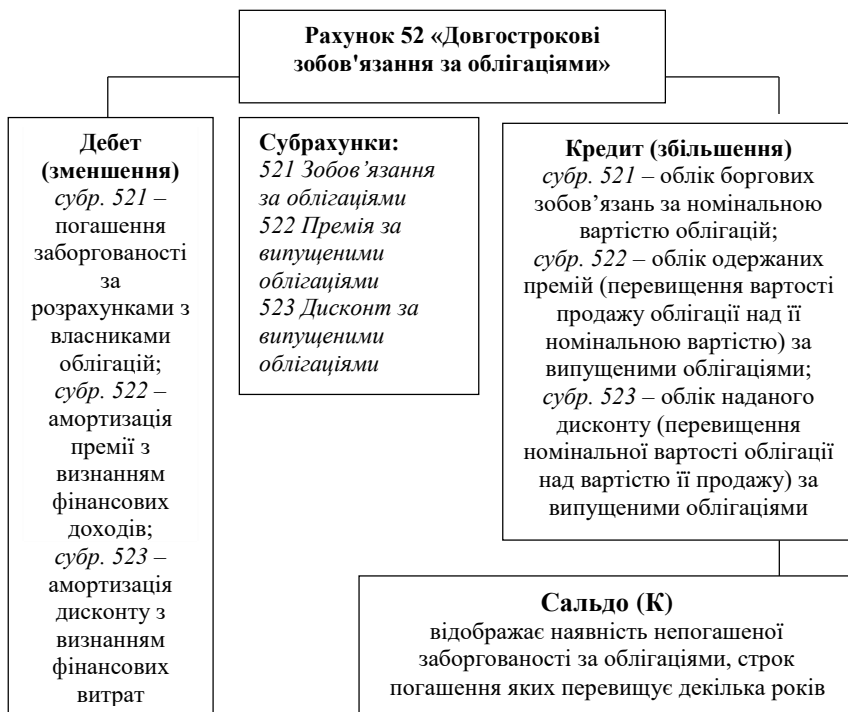 Рахунок 52 «Довгострокові
зобов'язання за облігаціями»
Дебет
(зменшення)
субр. 521 –
погашення
заборгованості
за
розрахунками з
власниками
облігацій;
субр. 522 –
амортизація
премії з
визнанням
фінансових
доходів;
субр. 523 –
амортизація
дисконту з
визнанням
фінансових
витрат
Субрахунки:
521 Зобов’язання
за облігаціями
522 Премія за
випущеними
облігаціями
523 Дисконт за
випущеними
облігаціями
Кредит (збільшення)
субр. 521 – облік боргових
зобов’язань за номінальною
вартістю облігацій;
субр. 522 – облік одержаних
премій (перевищення вартості
продажу облігації над її
номінальною вартістю) за
випущеними облігаціями;
субр. 523 – облік наданого
дисконту (перевищення
номінальної вартості облігації
над вартістю її продажу) за
випущеними облігаціями
Сальдо (К)
відображає наявність непогашеної
заборгованості за облігаціями, строк
погашення яких перевищує декілька років